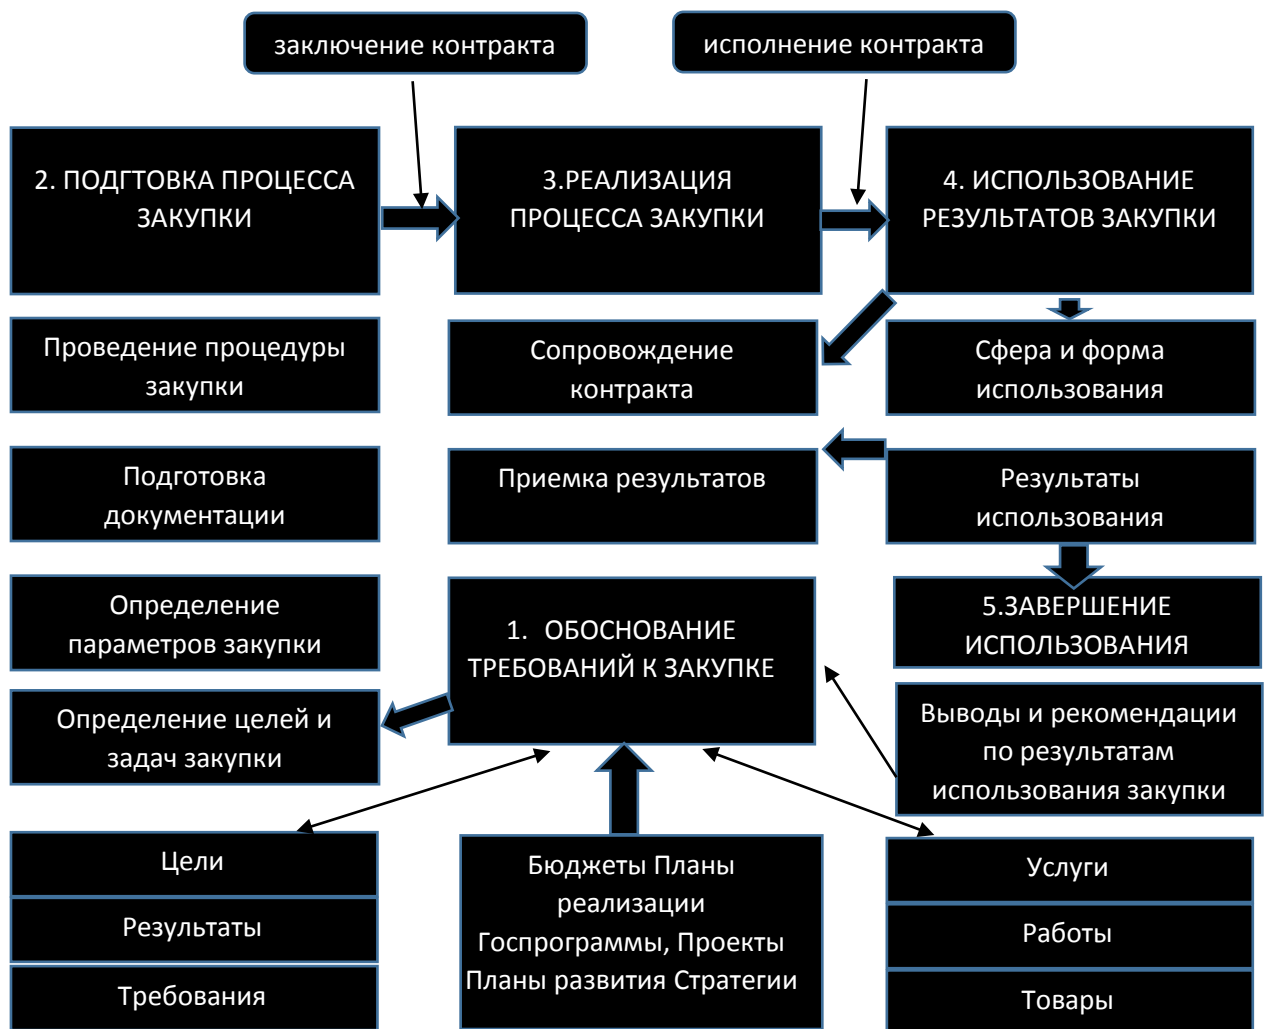 заключение контракта
исполнение контракта
2. ПОДГТОВКА ПРОЦЕССА
ЗАКУПКИ
3.РЕАЛИЗАЦИЯ
ПРОЦЕССА ЗАКУПКИ
4. ИСПОЛЬЗОВАНИЕ
РЕЗУЛЬТАТОВ ЗАКУПКИ
Проведение процедуры
закупки
Сопровождение
контракта
Сфера и форма
использования
Подготовка
документации
Приемка результатов
Результаты
использования
Определение
параметров закупки
1. ОБОСНОВАНИЕ
ТРЕБОВАНИЙ К ЗАКУПКЕ
5.ЗАВЕРШЕНИЕ
ИСПОЛЬЗОВАНИЯ
Определение целей и
задач закупки
Выводы и рекомендации
по результатам
использования закупки
Цели
Результаты
Требования
Бюджеты Планы
реализации
Госпрограммы, Проекты
Планы развития Стратегии
Услуги
Работы
Товары